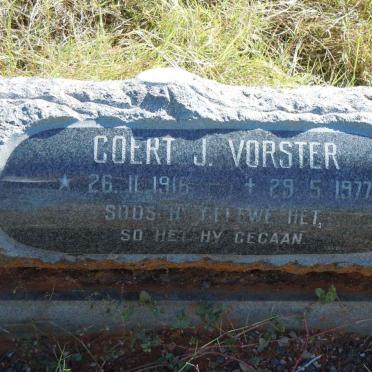 COERT J. VORSTER
★ 26.11.1916 — + 29.5.1977
SOOS HY GELEWE HET,
SO HET HY GEGAAN